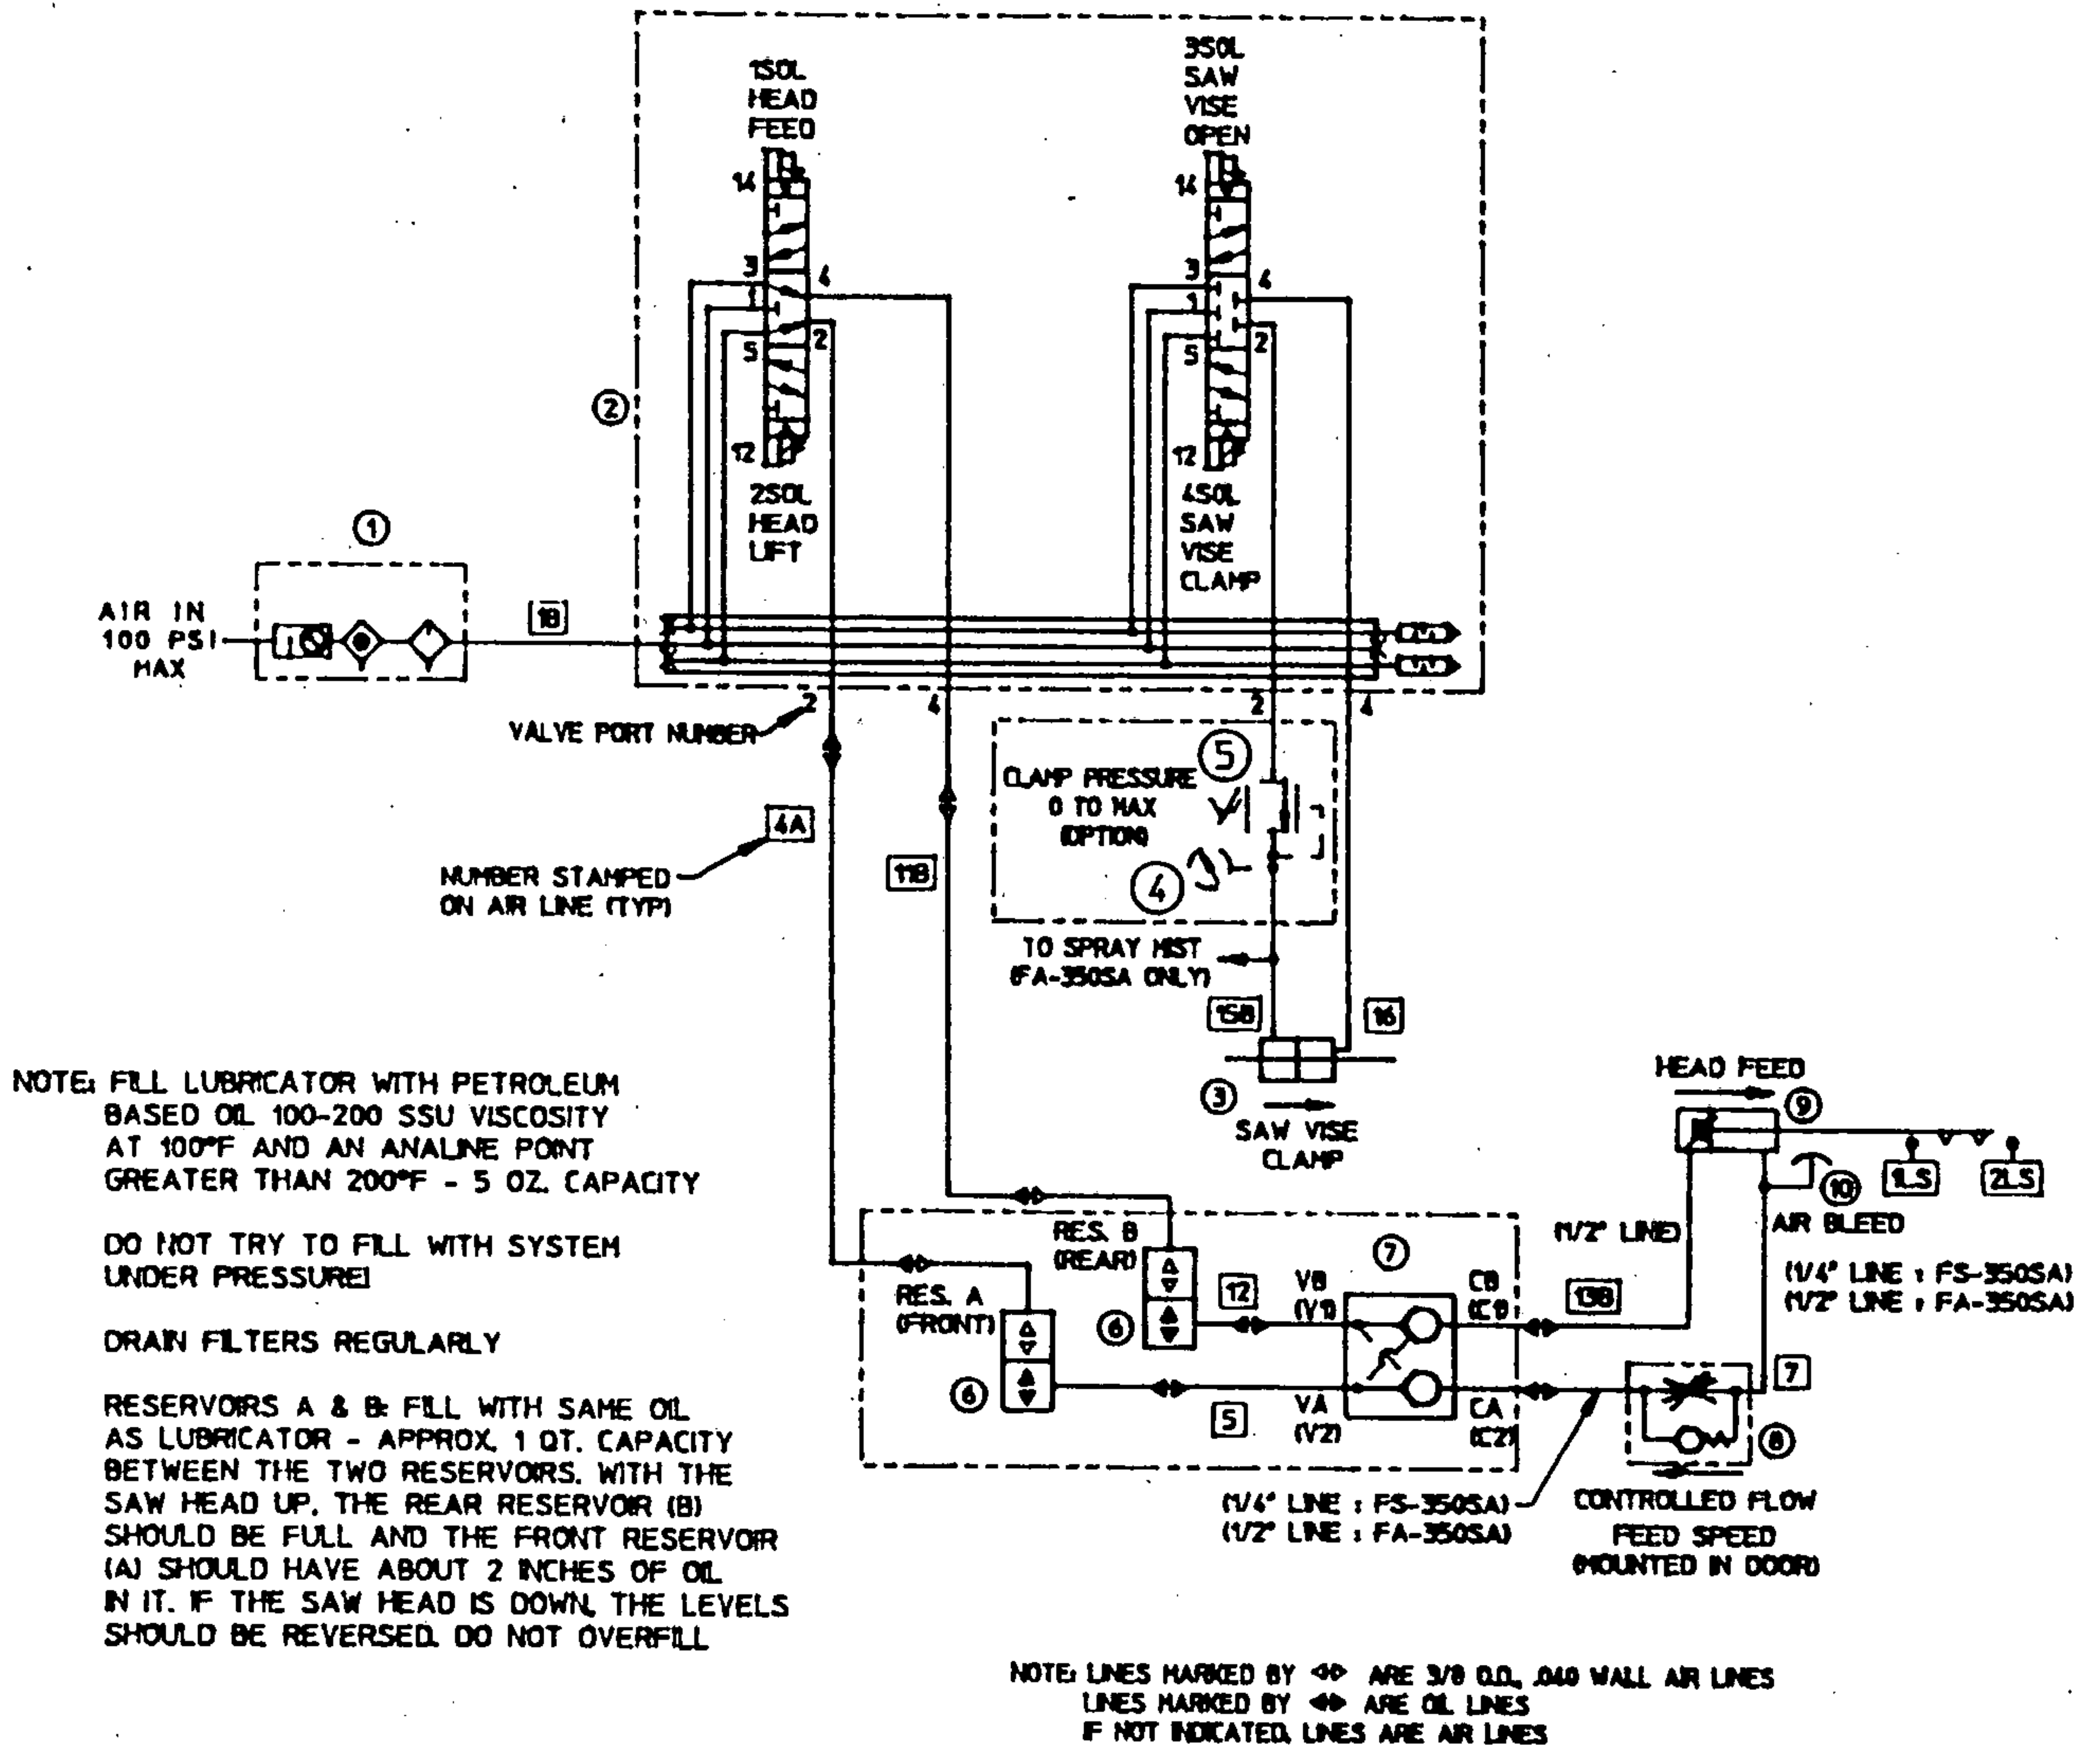 1SOL
HEAD
FEED
3SOL
SAW
VISE
OPEN
14
14
3
4
1
2
5
3
4
1
2
5
2
12
12
2SOL
HEAD
LIFT
4SOL
SAW
VISE
CLAMP
1
AIR IN
100 PSI
MAX
1B
2
4
2
4
VALVE PORT NUMBER
5
CLAMP PRESSURE
0 TO MAX
(OPTION)
4A
4
NUMBER STAMPED
ON AIR LINE (TYP)
11B
TO SPRAY MIST
(FA-350SA ONLY)
15B
16
3
SAW VISE
CLAMP
NOTE: FILL LUBRICATOR WITH PETROLEUM
BASED OIL 100-200 SSU VISCOSITY
AT 100°F AND AN ANALINE POINT
GREATER THAN 200°F - 5 OZ. CAPACITY
DO NOT TRY TO FILL WITH SYSTEM
UNDER PRESSURE!
DRAIN FILTERS REGULARLY
RESERVOIRS A & B: FILL WITH SAME OIL
AS LUBRICATOR - APPROX. 1 QT. CAPACITY
BETWEEN THE TWO RESERVOIRS. WITH THE
SAW HEAD UP, THE REAR RESERVOIR (B)
SHOULD BE FULL AND THE FRONT RESERVOIR
(A) SHOULD HAVE ABOUT 2 INCHES OF OIL
IN IT. IF THE SAW HEAD IS DOWN, THE LEVELS
SHOULD BE REVERSED. DO NOT OVERFILL
HEAD FEED
9
1LS
2LS
10
AIR BLEED
(1/2" LINE)
(1/4" LINE : FS-350SA)
(1/2" LINE : FA-350SA)
RES. B
(REAR)
RES. A
(FRONT)
6
6
12
5
7
VB
(V1)
CB
(C1)
VA
(V2)
CA
(C2)
13B
7
8
(1/4" LINE : FS-350SA)
(1/2" LINE : FA-350SA)
CONTROLLED FLOW
FEED SPEED
(MOUNTED IN DOOR)
NOTE: LINES MARKED BY ARE 3/8 O.D., .040 WALL AIR LINES
LINES MARKED BY ARE OIL LINES
IF NOT INDICATED, LINES ARE AIR LINES